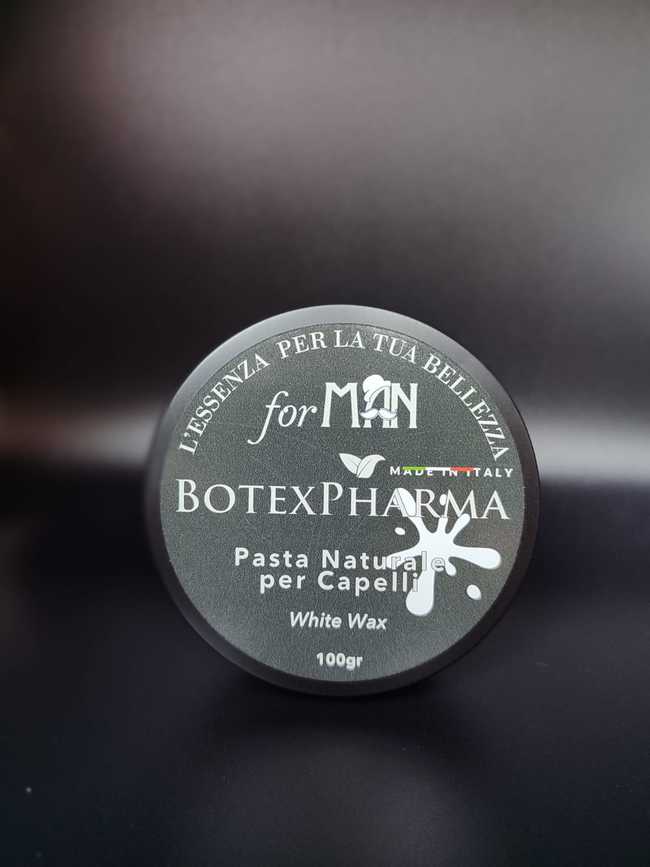 L'ESSENZA PER LA TUA BELLEZZA
for MAN
MADE IN ITALY
BOTEXPHARMA
Pasta Naturale
per Capelli
White Wax
100gr